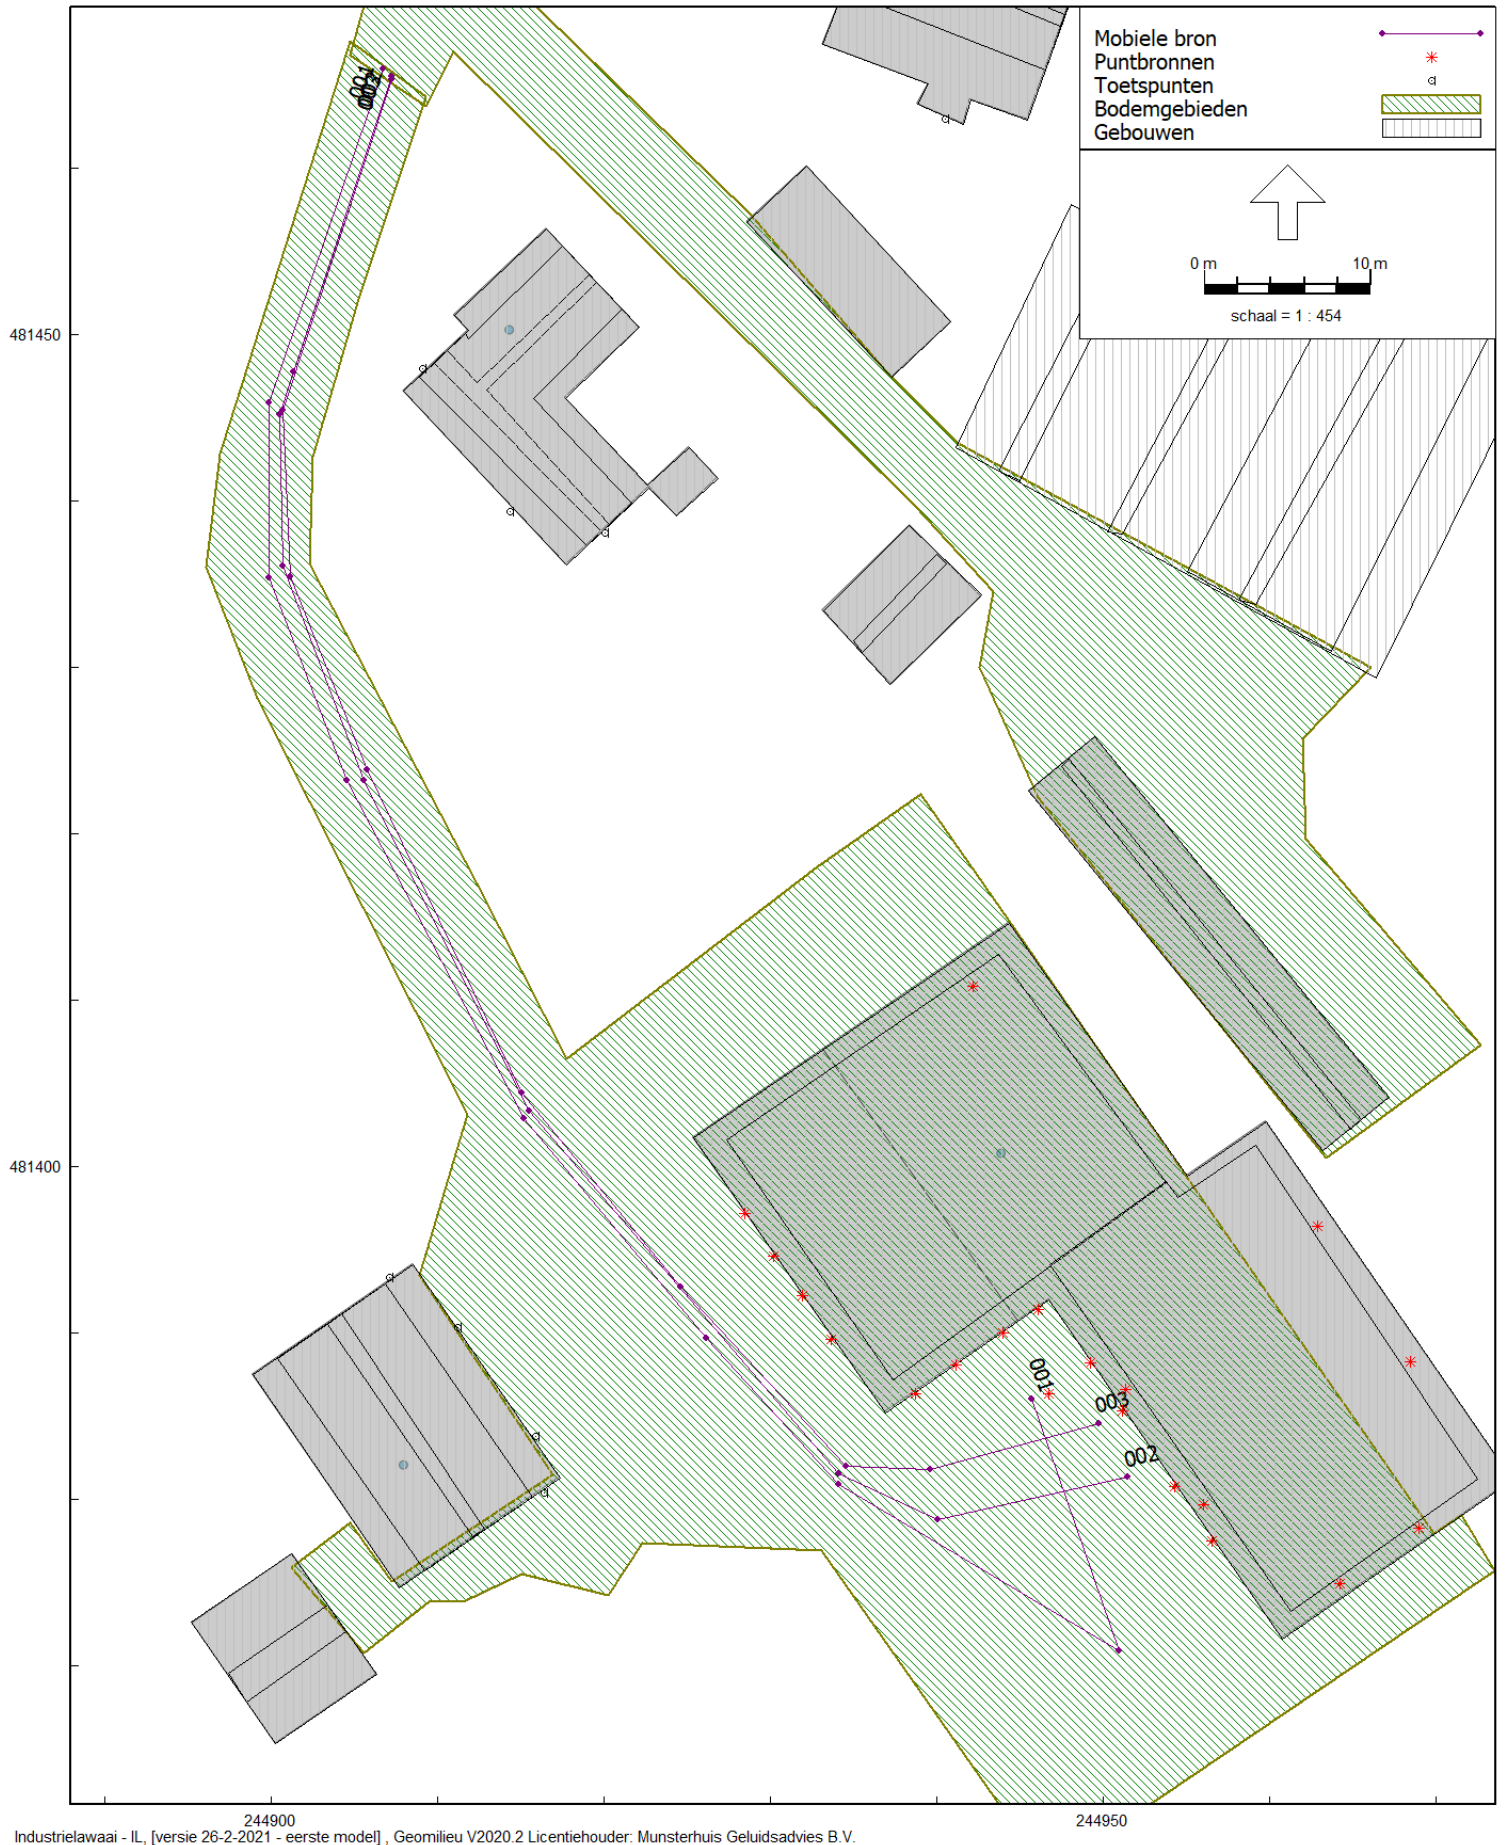 Mobiele bron
Puntbronnen
Toetspunten
Bodemgebieden
Gebouwen
0 m 10 m
schaal = 1 : 454
481450
481400
001
003
002
244900 244950
Industrielawaai - IL, [versie 26-2-2021 - eerste model] , Geomilieu V2020.2 Licentiehouder: Munsterhuis Geluidsadvies B.V.